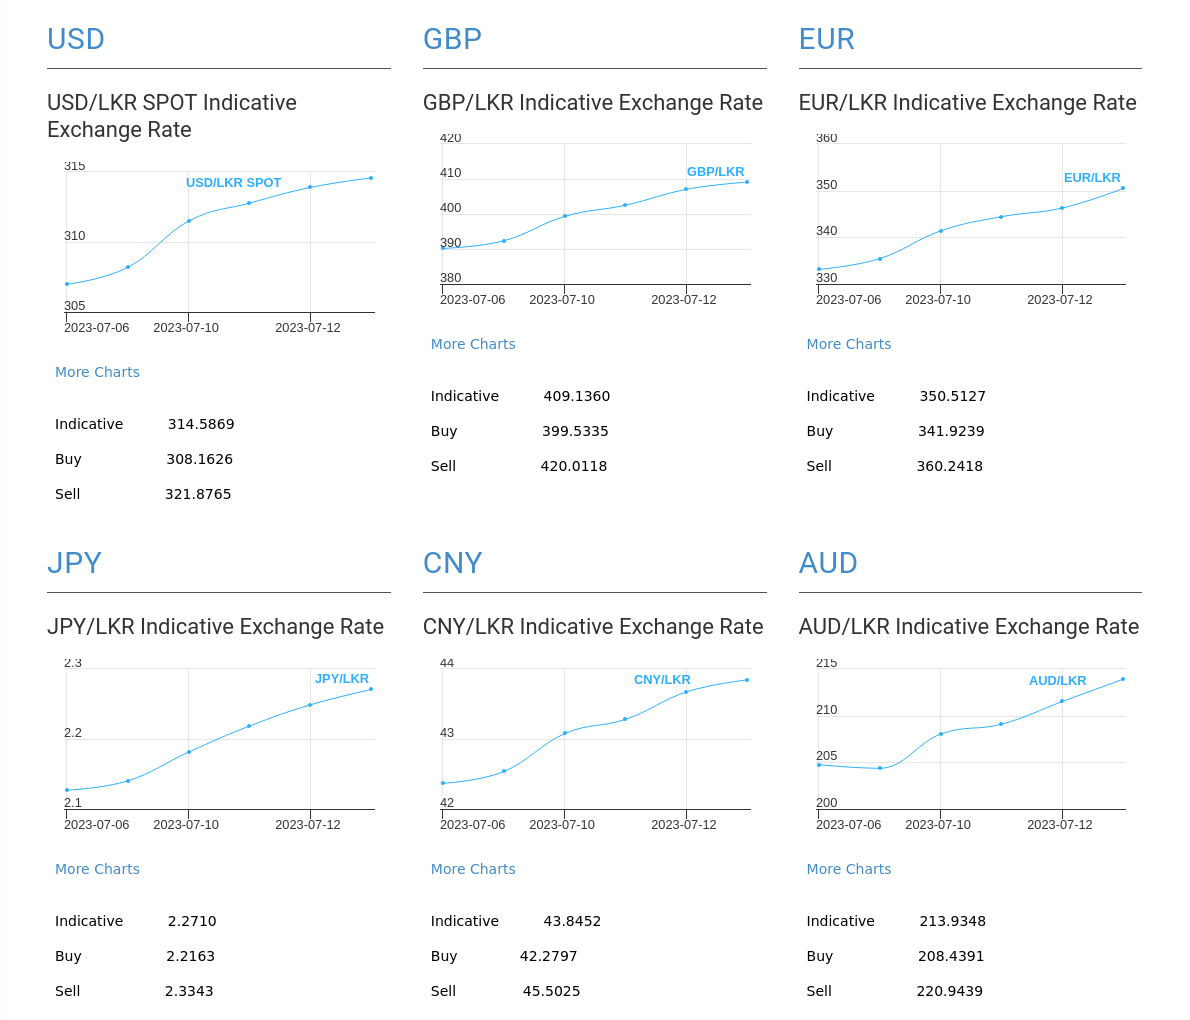 USD
USD/LKR SPOT Indicative
Exchange Rate
315
USD/LKR SPOT
310
305
2023-07-06 2023-07-10 2023-07-12
More Charts
Indicative 314.5869
Buy 308.1626
Sell 321.8765
GBP
GBP/LKR Indicative Exchange Rate
420
410
GBP/LKR
400
390
380
2023-07-06 2023-07-10 2023-07-12
More Charts
Indicative 409.1360
Buy 399.5335
Sell 420.0118
EUR
EUR/LKR Indicative Exchange Rate
360
EUR/LKR
350
340
330
2023-07-06 2023-07-10 2023-07-12
More Charts
Indicative 350.5127
Buy 341.9239
Sell 360.2418
JPY
JPY/LKR Indicative Exchange Rate
2.3
JPY/LKR
2.2
2.1
2023-07-06 2023-07-10 2023-07-12
More Charts
Indicative 2.2710
Buy 2.2163
Sell 2.3343
CNY
CNY/LKR Indicative Exchange Rate
44
CNY/LKR
43
42
2023-07-06 2023-07-10 2023-07-12
More Charts
Indicative 43.8452
Buy 42.2797
Sell 45.5025
AUD
AUD/LKR Indicative Exchange Rate
215
AUD/LKR
210
205
200
2023-07-06 2023-07-10 2023-07-12
More Charts
Indicative 213.9348
Buy 208.4391
Sell 220.9439